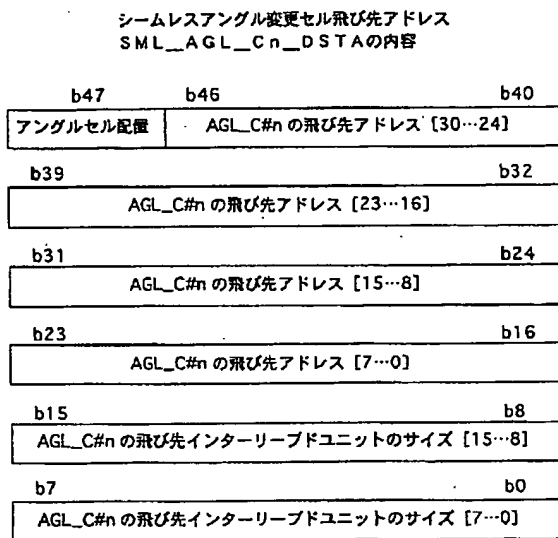 シームレスアングル変更セル飛び先アドレス
SML__AGL__Cn__DSTAの内容
b47 b46 b40
アングルセル配置 AGL_C#n の飛び先アドレス [30…24]
b39 b32
AGL_C#n の飛び先アドレス [23…16]
b31 b24
AGL_C#n の飛び先アドレス [15…8]
b23 b16
AGL_C#n の飛び先アドレス [7…0]
b15 b8
AGL_C#n の飛び先インターリーブドユニットのサイズ [15…8]
b7 b0
AGL_C#n の飛び先インターリーブドユニットのサイズ [7…0]